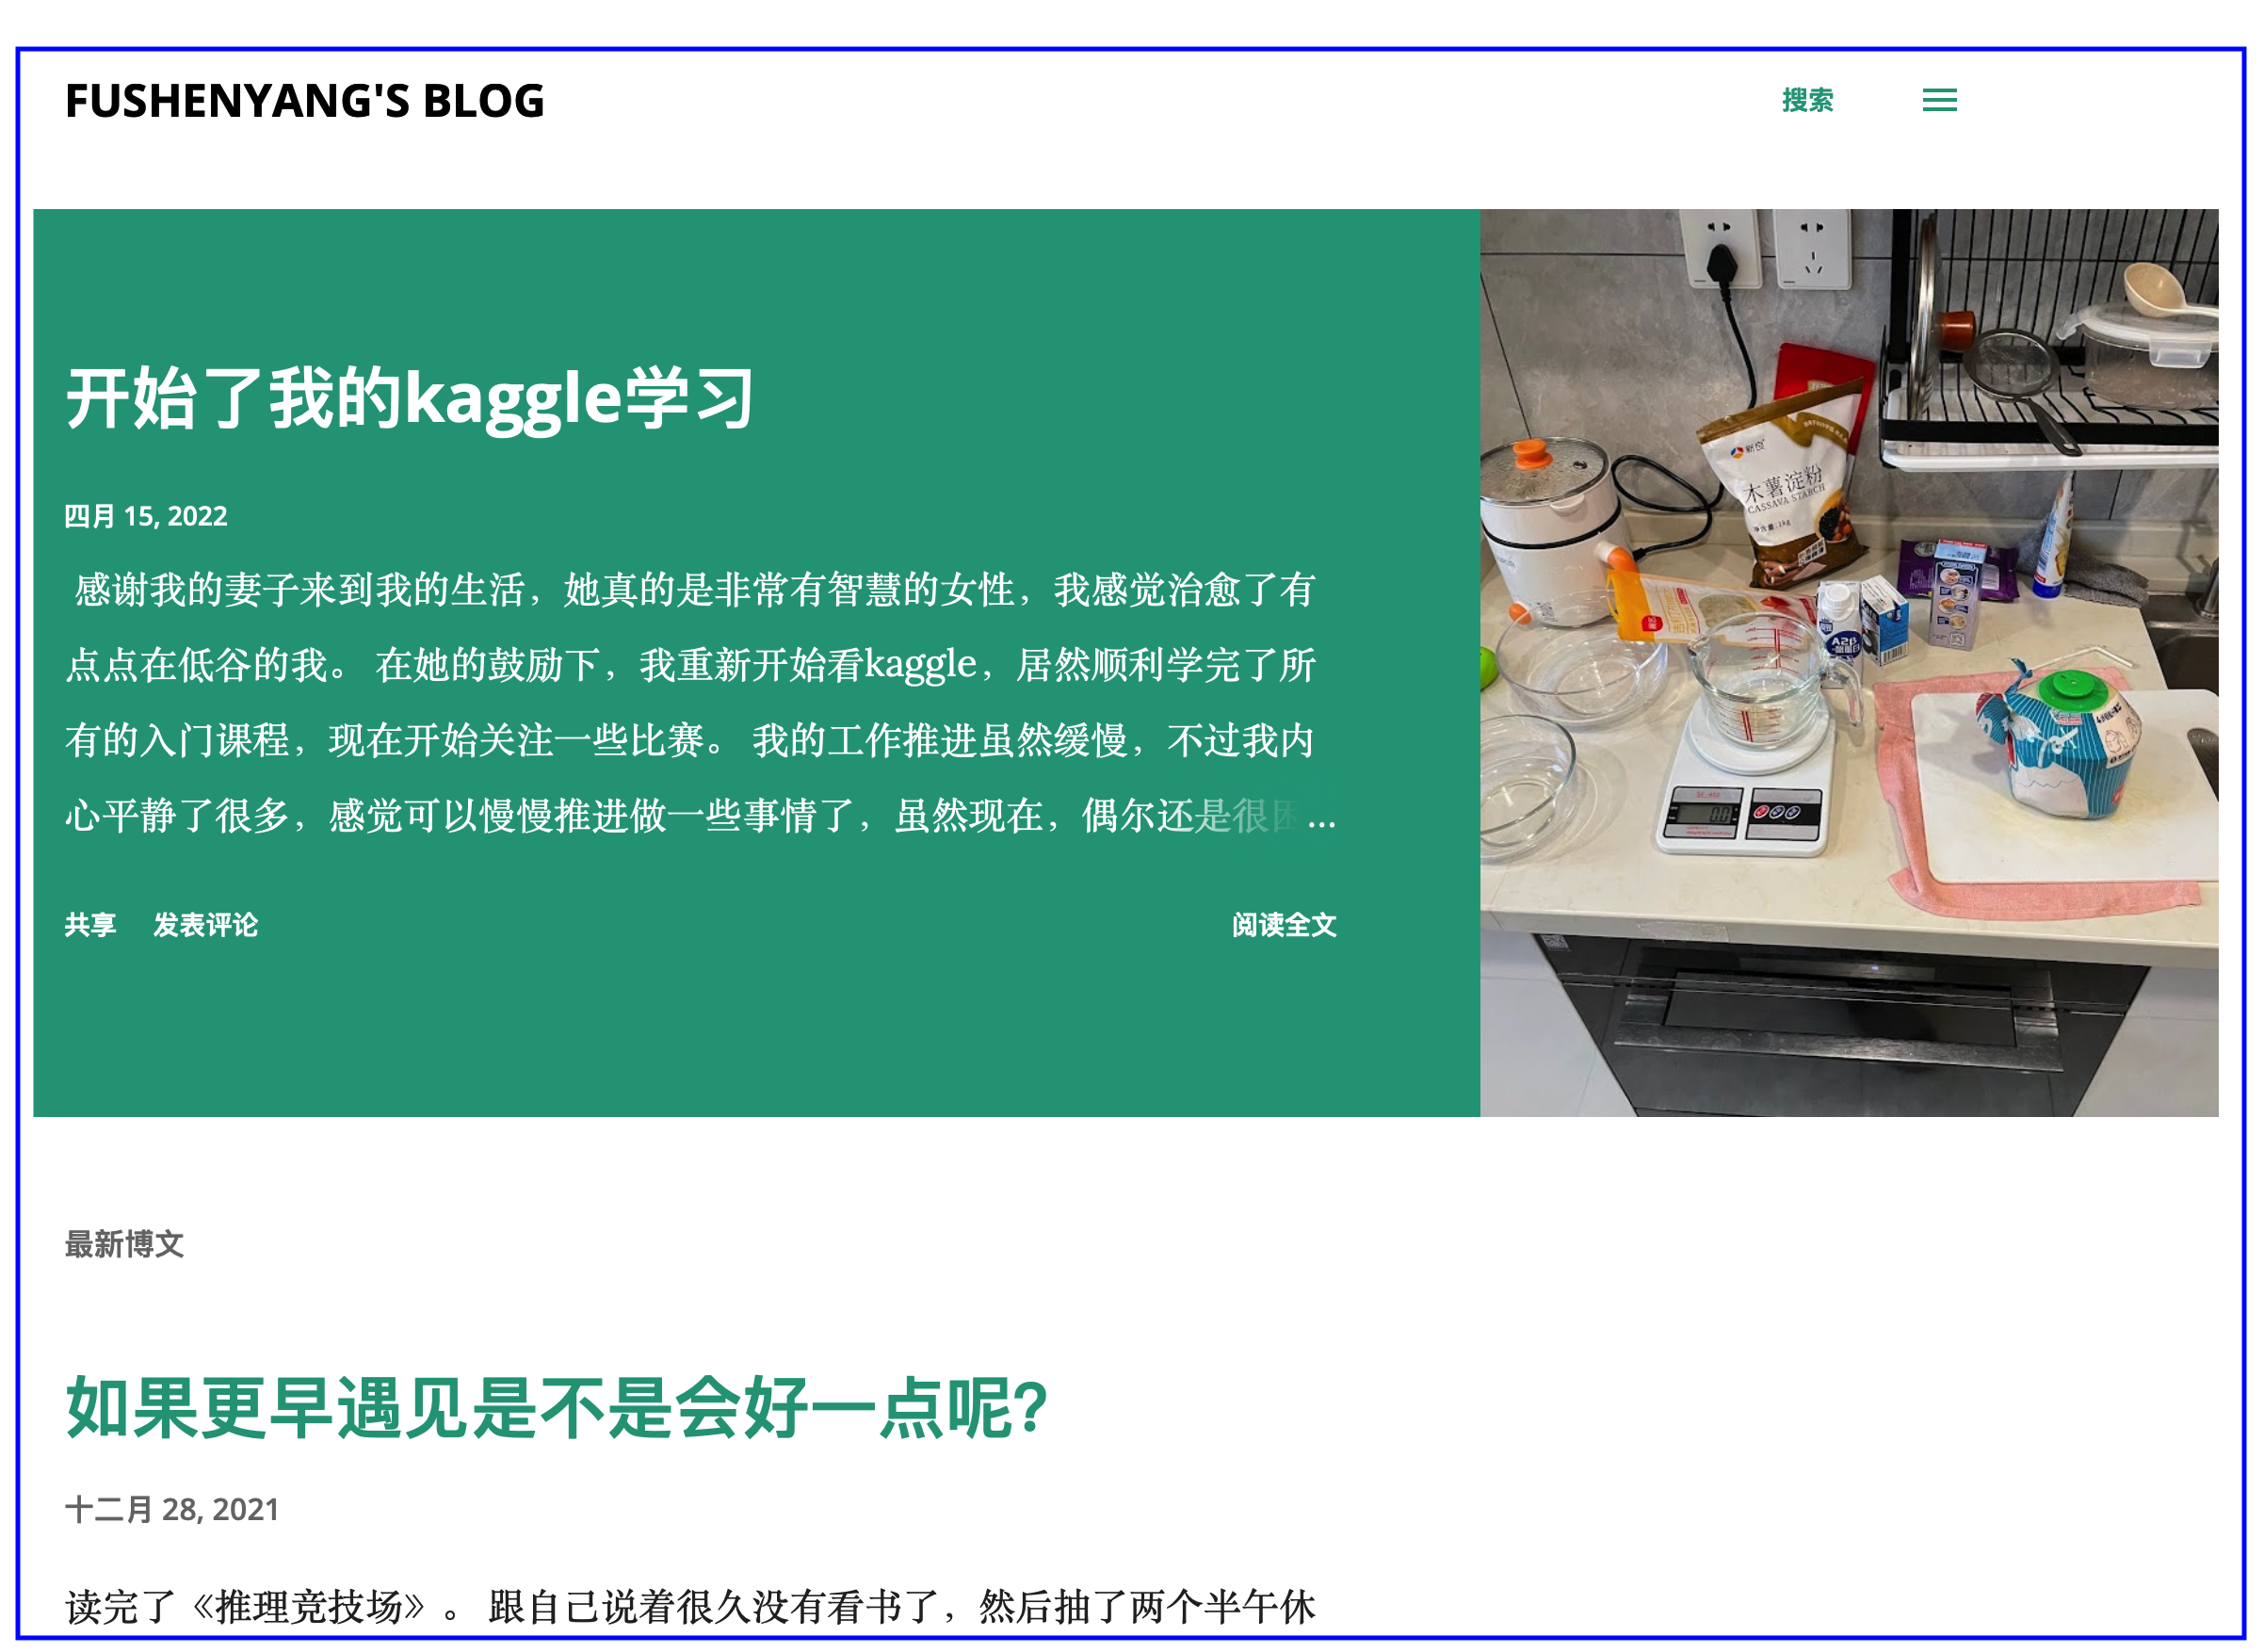 FUSHENYANG'S BLOG
搜索
开始了我的kaggle学习
四月 15, 2022
感谢我的妻子来到我的生活，她真的是非常有智慧的女性，我感觉治愈了有
点点在低谷的我。 在她的鼓励下，我重新开始看kaggle，居然顺利学完了所
有的入门课程，现在开始关注一些比赛。 我的工作推进虽然缓慢，不过我内
心平静了很多，感觉可以慢慢推进做一些事情了，虽然现在，偶尔还是很困...
共享 发表评论 阅读全文
新良
木薯淀粉
CASSAVA STARCH
净含量:1kg
A2β
0.0
最新博文
如果更早遇见是不是会好一点呢?
十二月 28, 2021
读完了《推理竞技场》。 跟自己说着很久没有看书了，然后抽了两个半午休